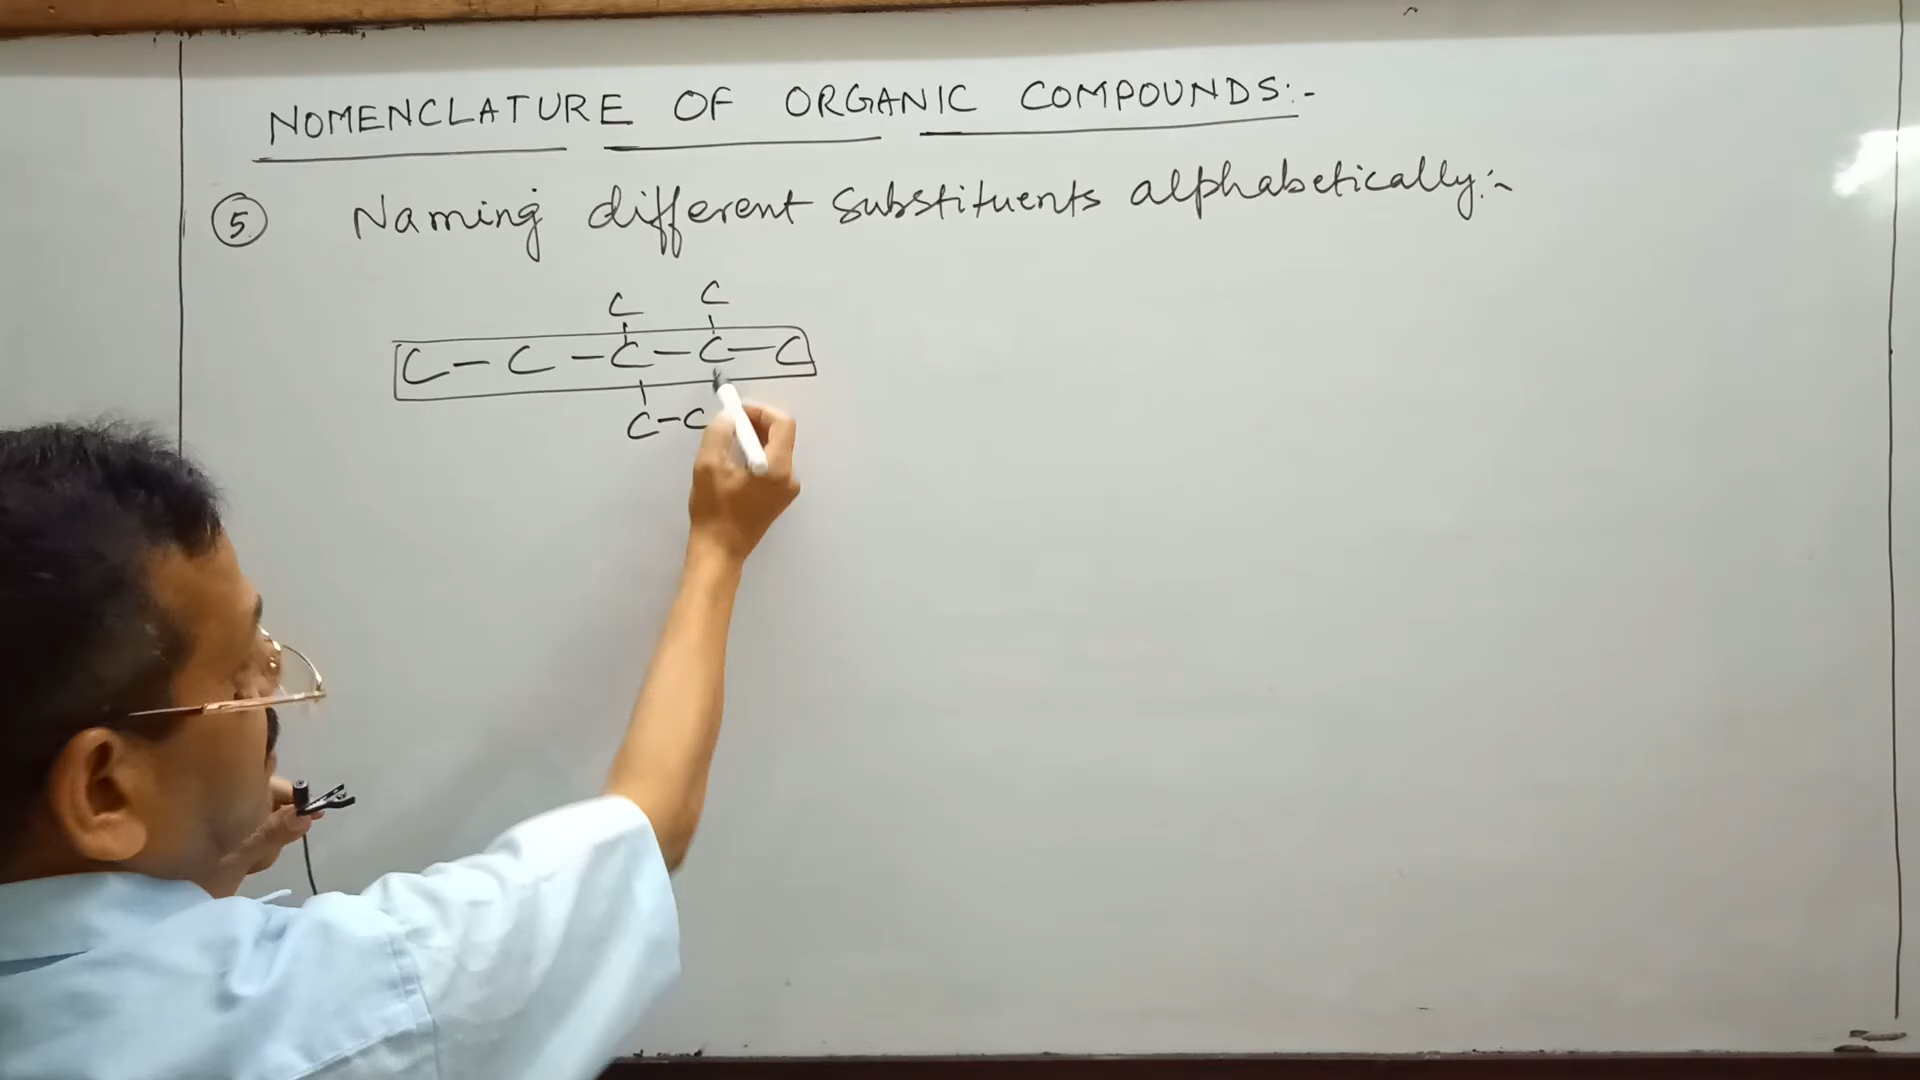 NOMENCLATURE OF ORGANIC COMPOUNDS:-
5 Naming different substituents alphabetically:-
C C
C-C-C-C-C
C-C